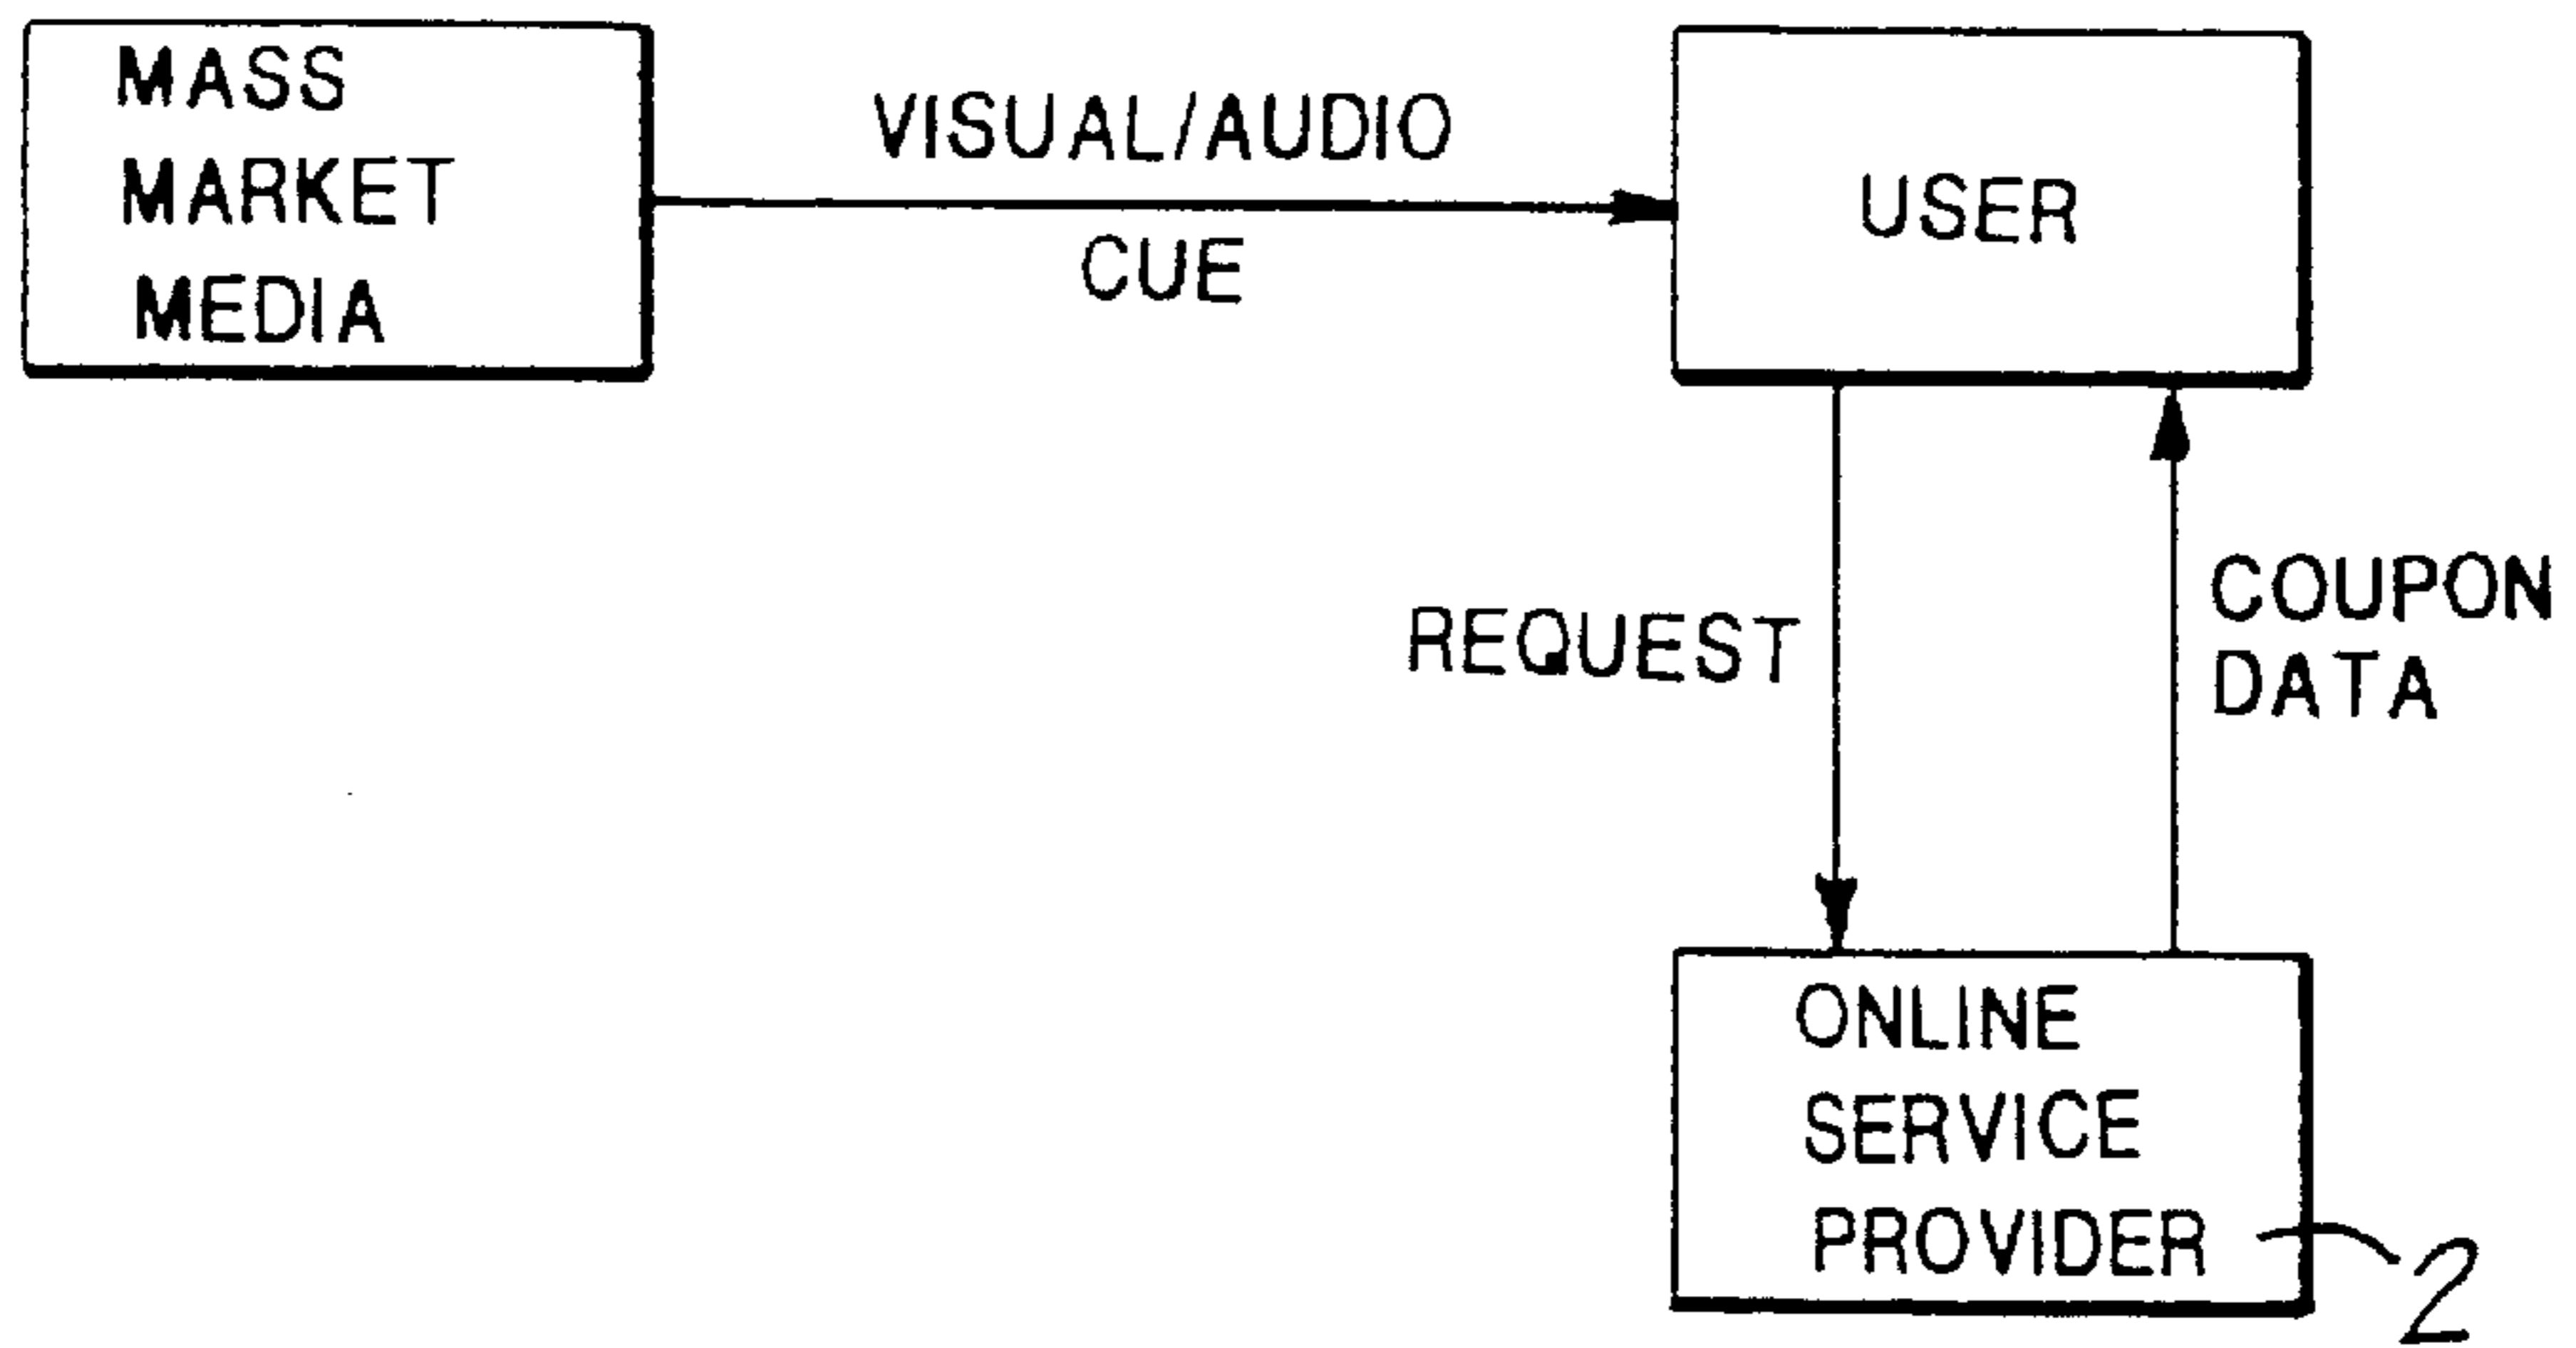 MASS
MARKET
MEDIA
VISUAL/AUDIO
CUE
USER
REQUEST
COUPON
DATA
ONLINE
SERVICE
PROVIDER
2